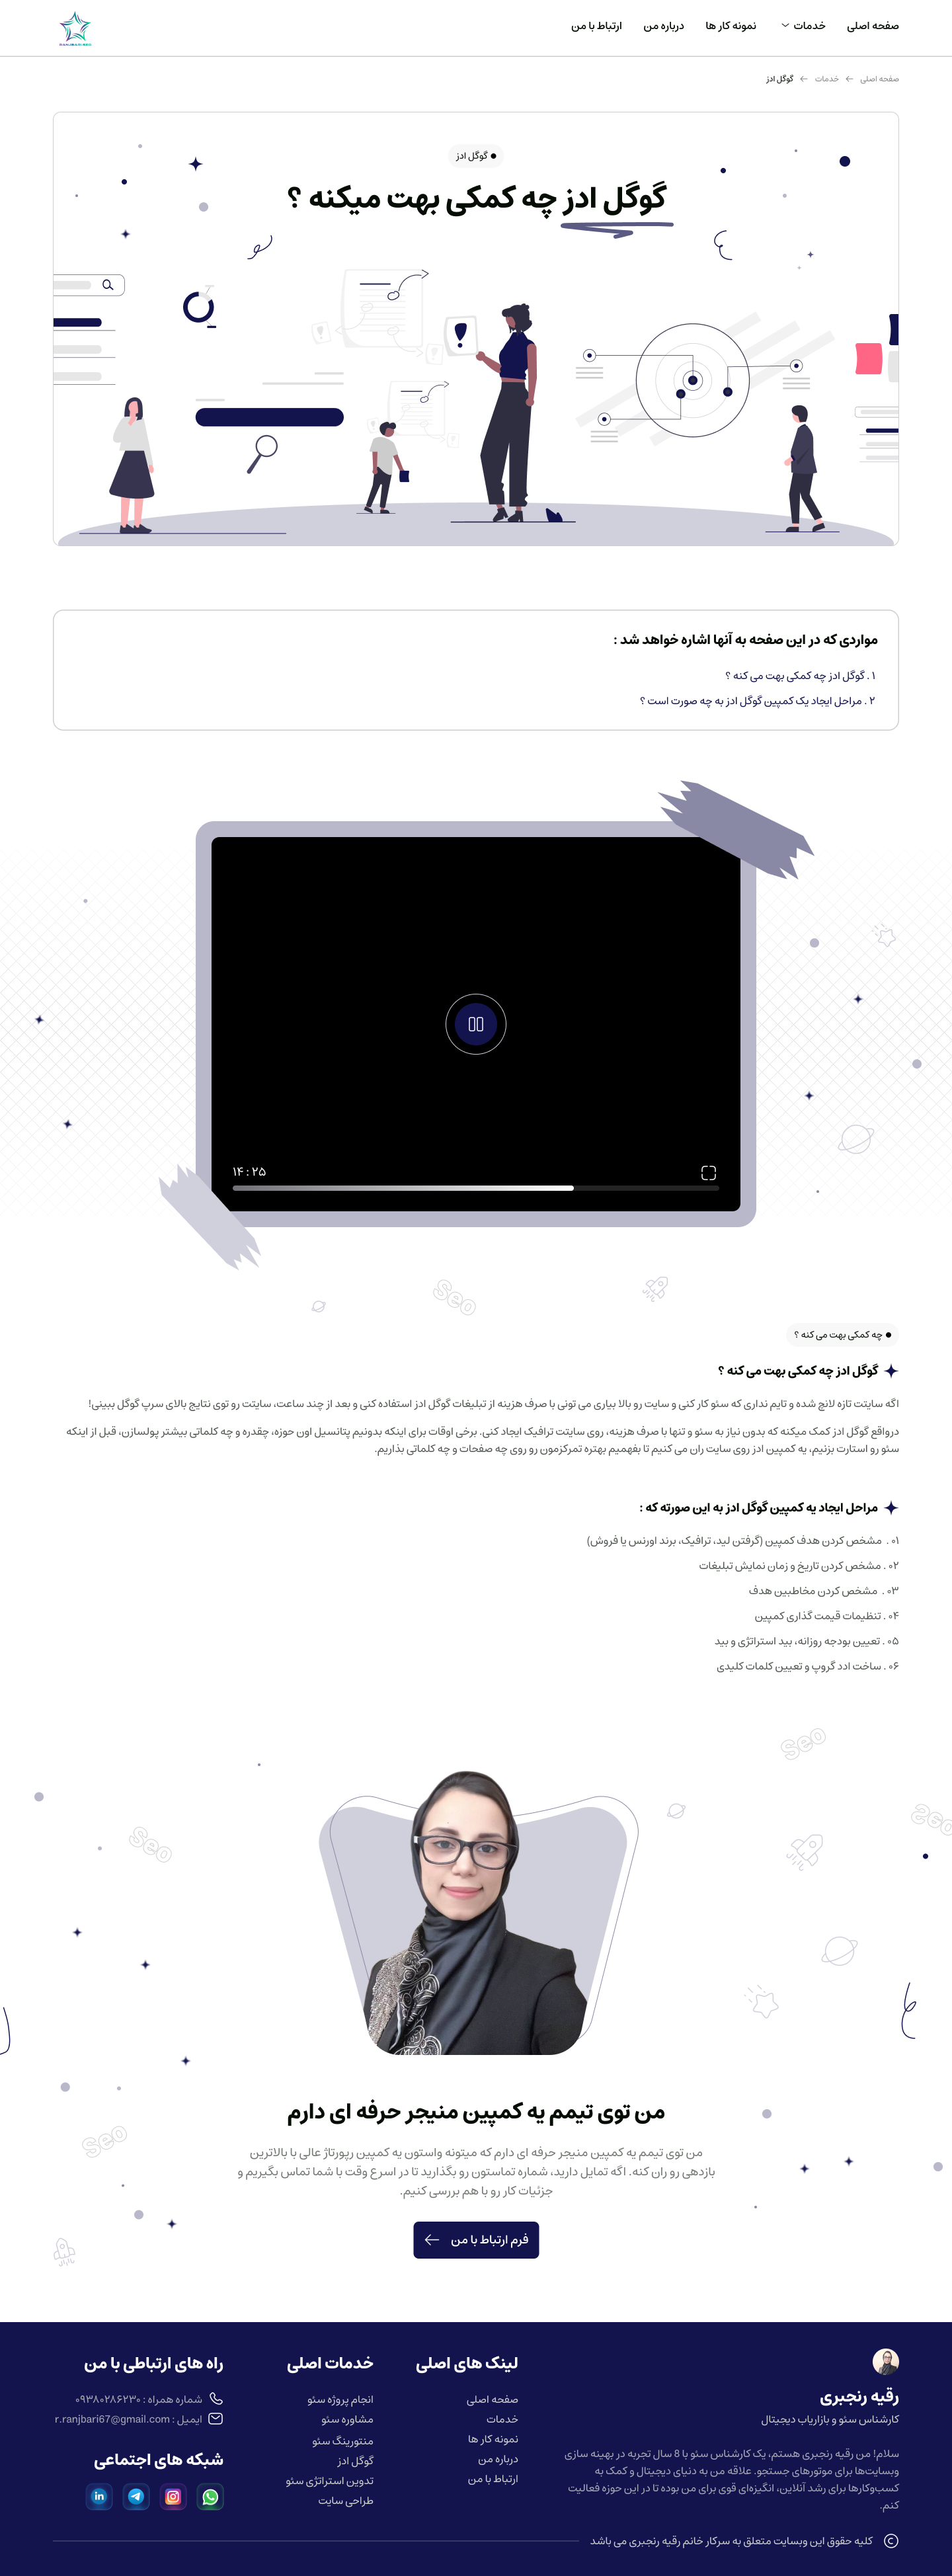 صفحه اصلی
خدمات
نمونه کار ها
درباره من
ارتباط با من
RANJBARI SEO
صفحه اصلی ← خدمات ← گوگل ادز
گوگل ادز
گوگل ادز چه کمکی بهت میکنه ؟
مواردی که در این صفحه به آنها اشاره خواهد شد :
۱ . گوگل ادز چه کمکی بهت می کنه ؟
۲ . مراحل ایجاد یک کمپین گوگل ادز به چه صورت است ؟
۱۴ : ۲۵
seo
چه کمکی بهت می کنه ؟
گوگل ادز چه کمکی بهت می کنه ؟
اگه سایتت تازه لانچ شده و تایم نداری که سئو کار کنی و سایت رو بالا بیاری می تونی با صرف هزینه از تبلیغات گوگل ادز استفاده کنی و بعد از چند ساعت، سایتت رو توی نتایج بالای سرپ گوگل ببینی!
درواقع گوگل ادز کمک میکنه که بدون نیاز به سئو و تنها با صرف هزینه، روی سایتت ترافیک ایجاد کنی. برخی اوقات برای اینکه بدونیم پتانسیل اون حوزه، چقدره و چه کلماتی بیشتر پولسازن، قبل از اینکه
سئو رو استارت بزنیم، یه کمپین ادز روی سایت ران می کنیم تا بفهمیم بهتره تمرکزمون رو روی چه صفحات و چه کلماتی بذاریم.
مراحل ایجاد یه کمپین گوگل ادز به این صورته که :
۰۱ . مشخص کردن هدف کمپین (گرفتن لید، ترافیک، برند اورنس یا فروش)
۰۲ . مشخص کردن تاریخ و زمان نمایش تبلیغات
۰۳ . مشخص کردن مخاطبین هدف
۰۴ . تنظیمات قیمت گذاری کمپین
۰۵ . تعیین بودجه روزانه، بید استراتژی و بید
۰۶ . ساخت ادد گروپ و تعیین کلمات کلیدی
seo
seo
seo
seo
من توی تیمم یه کمپین منیجر حرفه ای دارم
من توی تیمم یه کمپین منیجر حرفه ای دارم که میتونه واستون یه کمپین رپورتاژ عالی با بالاترین
بازدهی رو ران کنه. اگه تمایل دارید، شماره تماستون رو بگذارید تا در اسرع وقت با شما تماس بگیریم و
جزئیات کار رو با هم بررسی کنیم.
فرم ارتباط با من
رقیه رنجبری
کارشناس سئو و بازاریاب دیجیتال
سلام! من رقیه رنجبری هستم، یک کارشناس سئو با 8 سال تجربه در بهینه سازی
وبسایت‌ها برای موتورهای جستجو. علاقه من به دنیای دیجیتال و کمک به
کسب‌وکارها برای رشد آنلاین، انگیزه‌ای قوی برای من بوده تا در این حوزه فعالیت
کنم.
لینک های اصلی
صفحه اصلی
خدمات
نمونه کار ها
درباره من
ارتباط با من
خدمات اصلی
انجام پروژه سئو
مشاوره سئو
منتورینگ سئو
گوگل ادز
تدوین استراتژی سئو
طراحی سایت
راه های ارتباطی با من
شماره همراه : ۰۹۳۸۰۲۸۶۲۳۰
ایمیل : r.ranjbari67@gmail.com
شبکه های اجتماعی
کلیه حقوق این وبسایت متعلق به سرکار خانم رقیه رنجبری می باشد